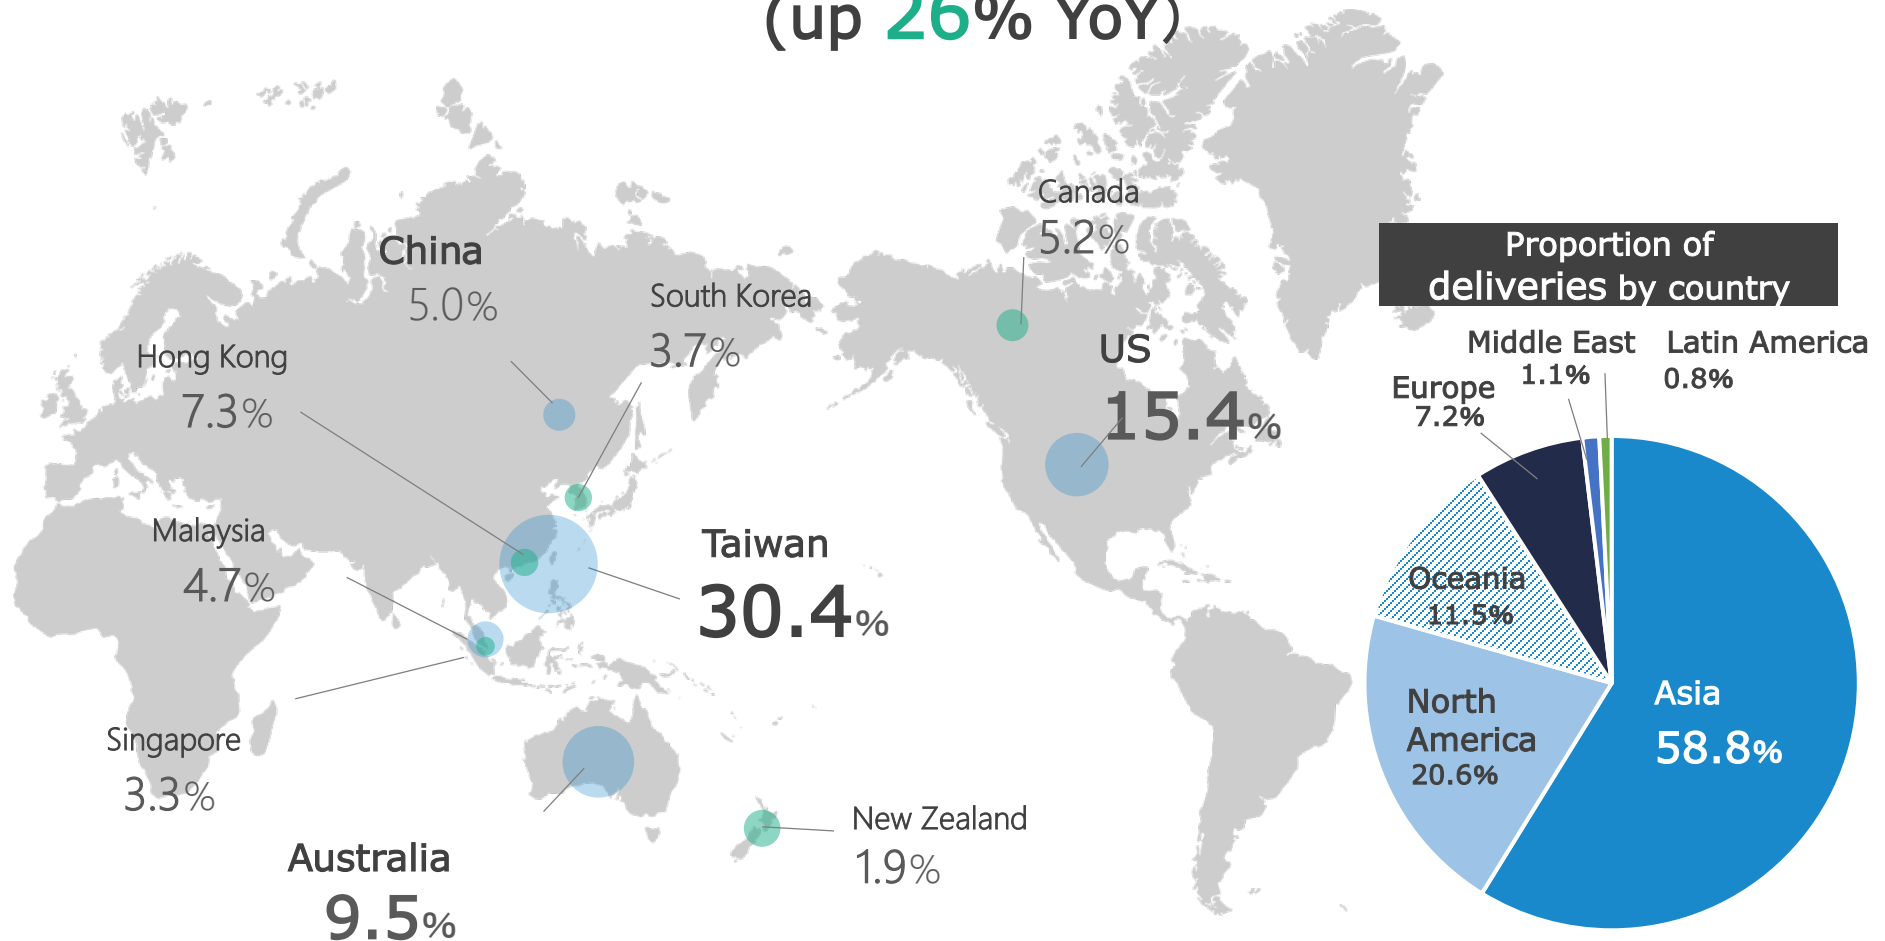 (up 26% YoY)
Canada
5.2%
China
5.0%
South Korea
3.7%
Hong Kong
7.3%
US
15.4%
Malaysia
4.7%
Taiwan
30.4%
Singapore
3.3%
New Zealand
1.9%
Australia
9.5%
Proportion of
deliveries by country
Middle East
1.1%
Latin America
0.8%
Europe
7.2%
Oceania
11.5%
North
America
20.6%
Asia
58.8%